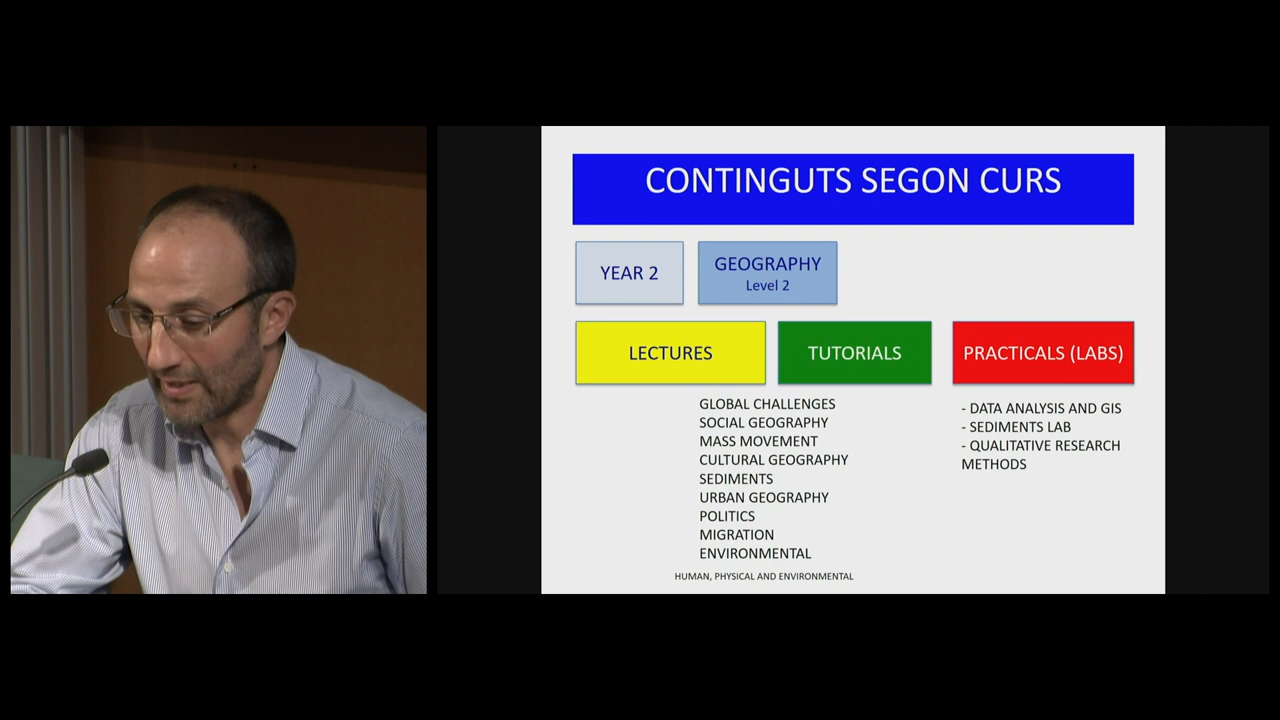 CONTINGUTS SEGON CURS
YEAR 2
GEOGRAPHY
Level 2
LECTURES
TUTORIALS
PRACTICALS (LABS)
GLOBAL CHALLENGES
SOCIAL GEOGRAPHY
MASS MOVEMENT
CULTURAL GEOGRAPHY
SEDIMENTS
URBAN GEOGRAPHY
POLITICS
MIGRATION
ENVIRONMENTAL
HUMAN, PHYSICAL AND ENVIRONMENTAL
- DATA ANALYSIS AND GIS
- SEDIMENTS LAB
- QUALITATIVE RESEARCH
METHODS